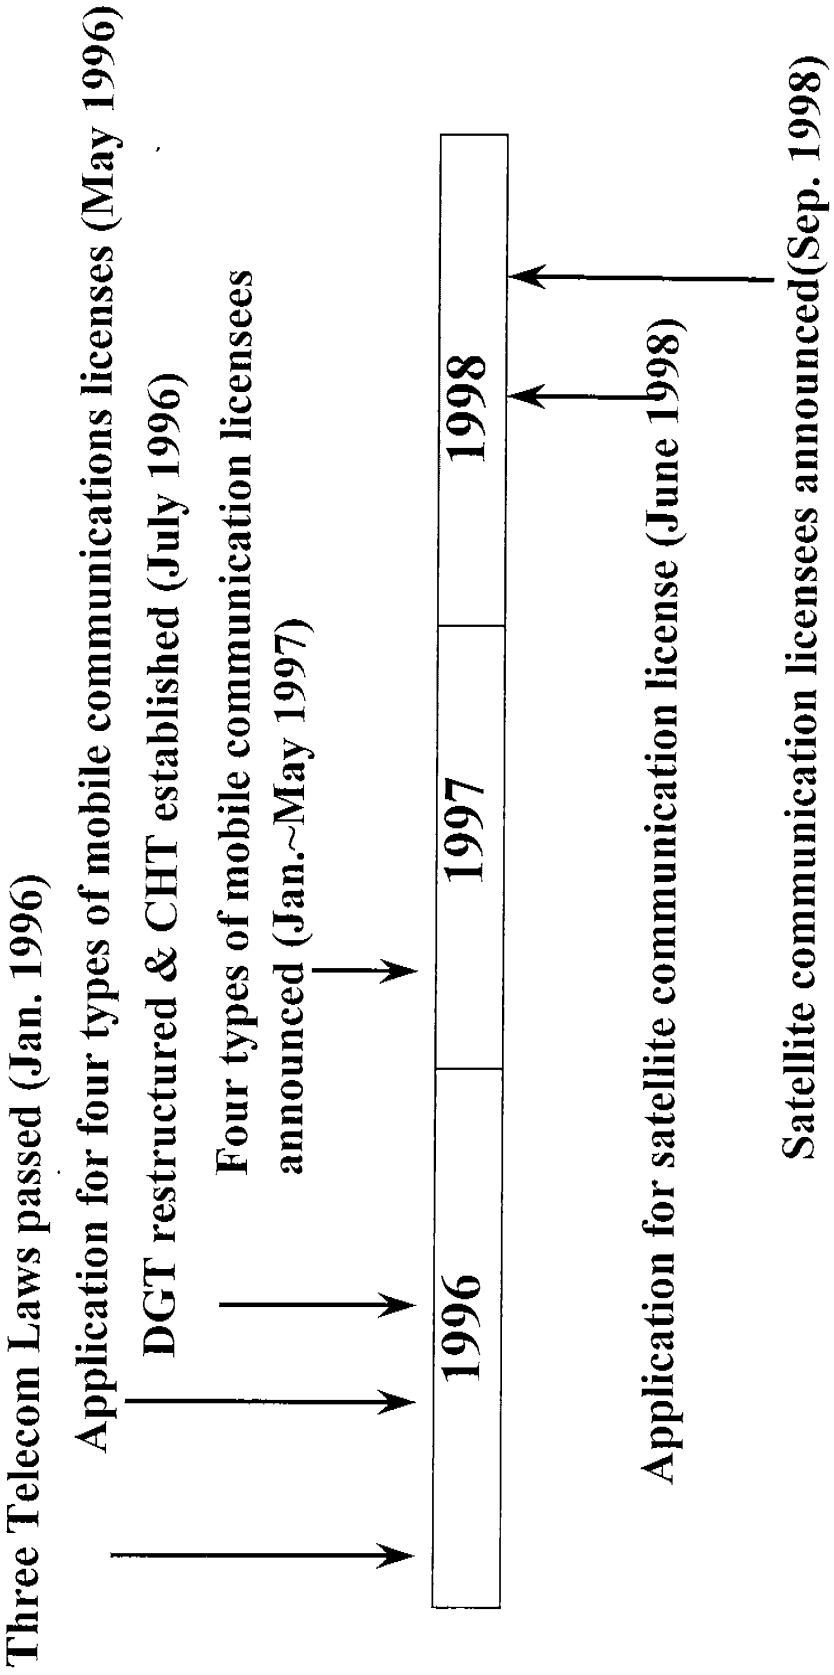 Three Telecom Laws passed (Jan. 1996)
Application for four types of mobile communications licenses (May 1996)
DGT restructured & CHT established (July 1996)
Four types of mobile communication licensees
announced (Jan.~May 1997)
1996
1997
1998
Application for satellite communication license (June 1998)
Satellite communication licensees announced(Sep. 1998)